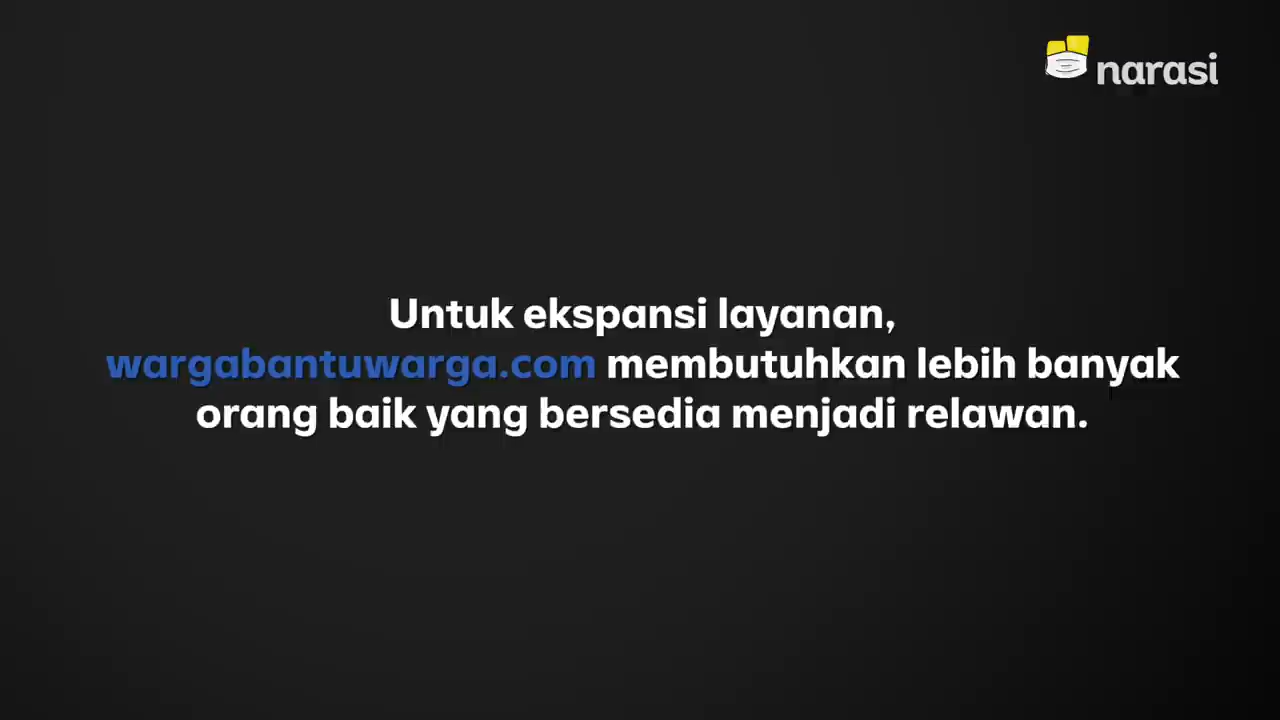 narasi
Untuk ekspansi layanan,
wargabantuwarga.com membutuhkan lebih banyak
orang baik yang bersedia menjadi relawan.